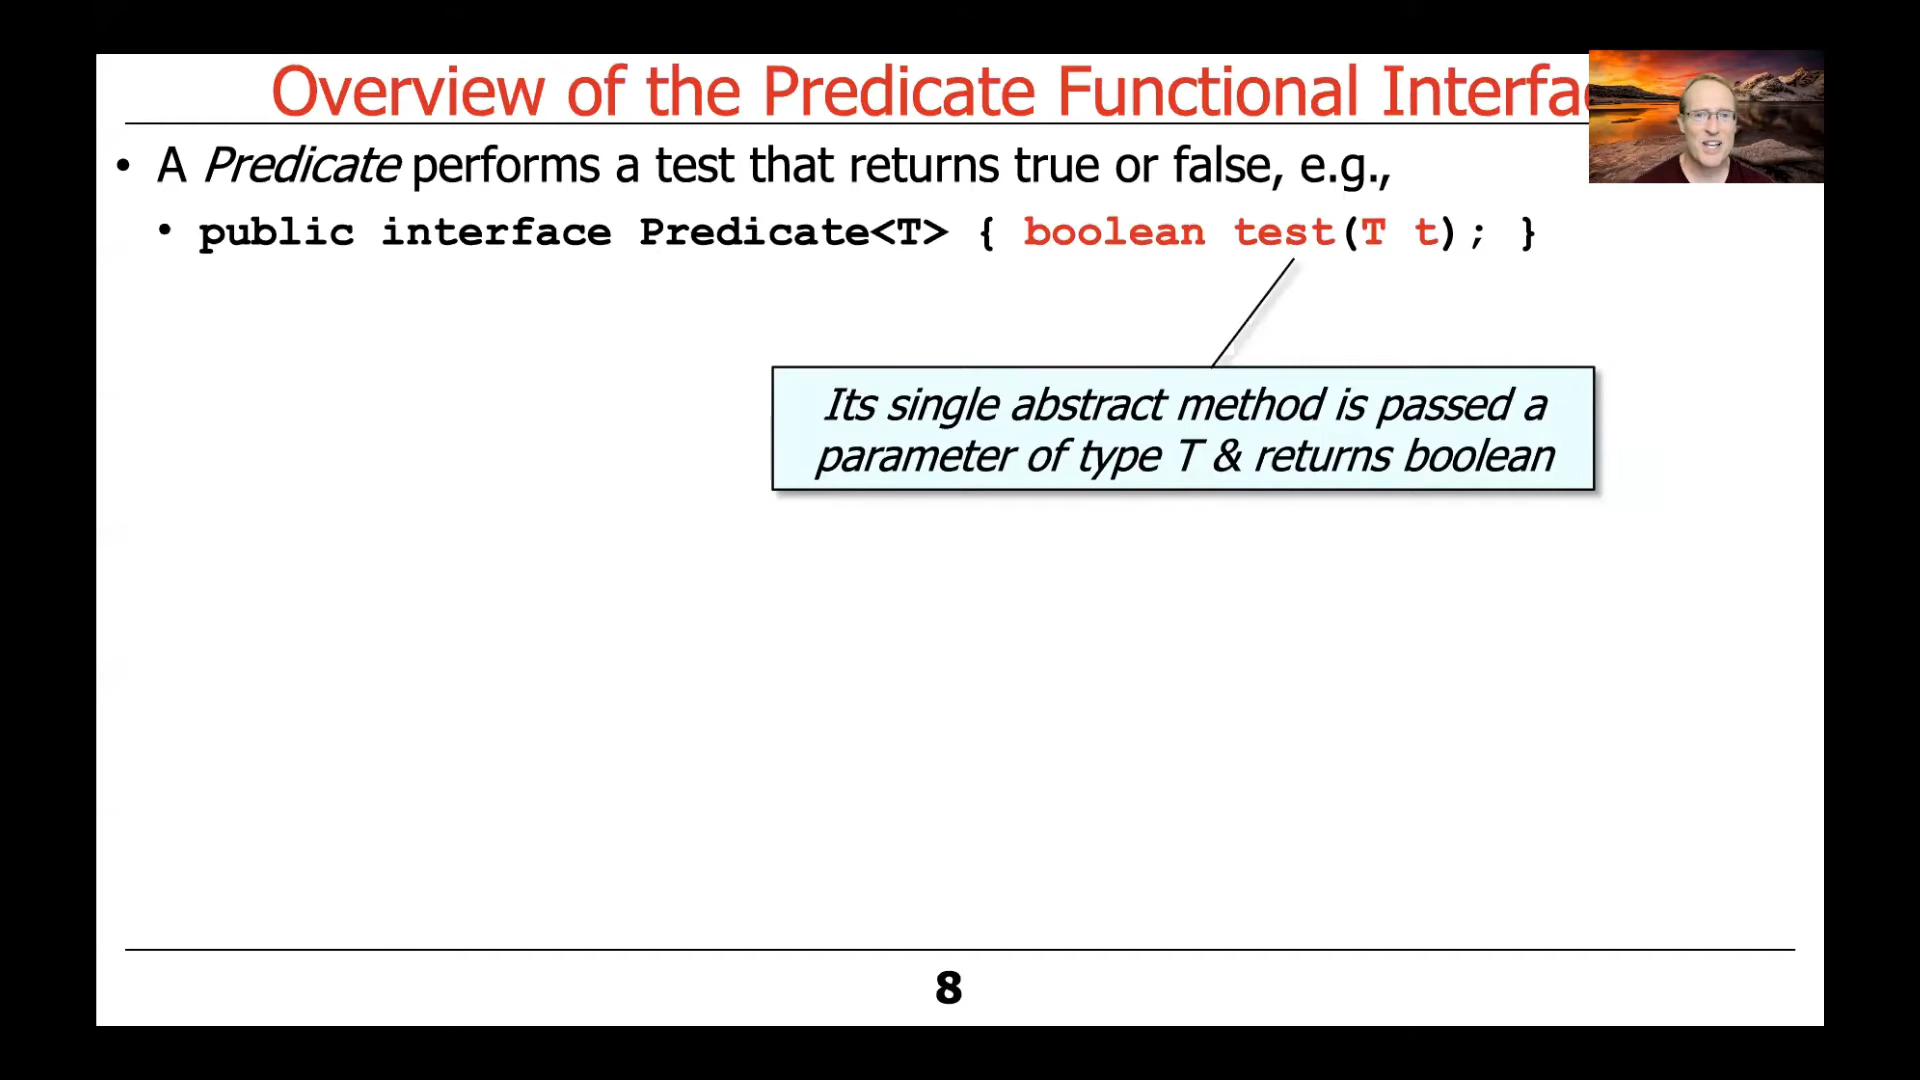 Overview of the Predicate Functional Interfa
• A Predicate performs a test that returns true or false, e.g.,
• public interface Predicate<T> { boolean test(T t); }
Its single abstract method is passed a
parameter of type T & returns boolean
8